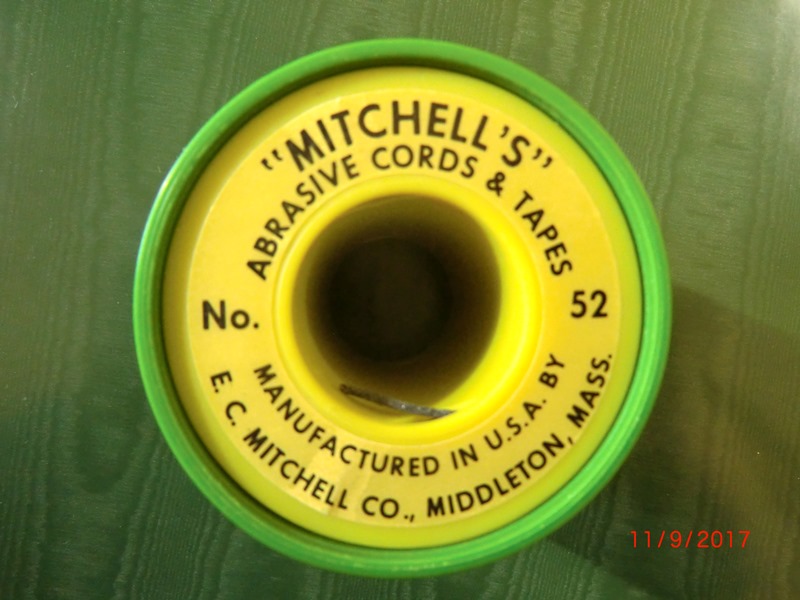 "MITCHELL'S"
ABRASIVE CORDS & TAPES
No. 52
MANUFACTURED IN U.S.A. BY
E. C. MITCHELL CO., MIDDLETON, MASS.
11/9/2017